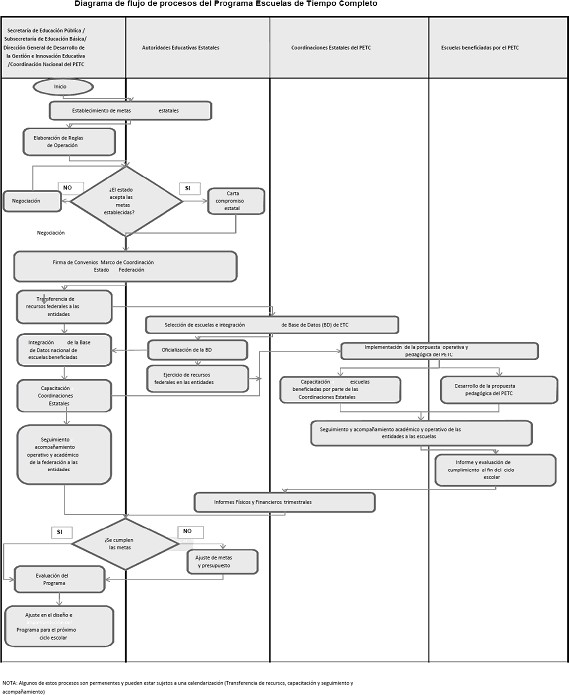 Diagrama de flujo de procesos del Programa Escuelas de Tiempo Completo
Secretaria de Educación Pública /
Subsecretaria de Educación Básica/
Dirección General de Desarrollo de
la Gestión e Innovación Educativa
/Coordinación Nacional del PETC
Autoridades Educativas Estatales
Coordinaciones Estatales del PETC
Escuelas beneficiadas por el PETC
Inicio
Establecimiento de metas estatales
Elaboración de Reglas
de Operación
¿El estado
acepta las
metas
establecidas?
NO
SI
Negociación
Carta
compromiso
estatal
Negociación
Firma de Convenios Marco de Coordinación
Estado Federación
Transferencia de
recursos federales a las
entidades
Selección de escuelas e integración de Base de Datos (BD) de ETC
Integración de la Base
de Datos nacional de
escuelas beneficiadas
Oficialización de la BD
Implementación de la porpuesta operativa y
pedagógica del PETC
Ejercicio de recursos
federales en las entidades
Capacitación
Coordinaciones
Estatales
Capacitación escuelas
beneficiadas por parte de las
Coordinaciones Estatales
Desarrollo de la propuesta
pedagógica del PETC
Seguimiento
acompañamiento
operativo y académico
de la federación a las
entidades
Seguimiento y acompañamiento académico y operativo de las
entidades a las escuelas
Informe y evaluación de
cumplimiento al fin del ciclo
escolar
Informes Físicos y Financieros trimestrales
SI
¿Se cumplen
las metas
NO
Ajuste de metas
y presupuesto
Evaluación del
Programa
Ajuste en el diseño e
Programa para el próximo
ciclo escolar
NOTA: Algunos de estos procesos son permenentes y pueden estar sujetos a una calendarización (Transferencia de recursos, capacitación y seguimiento y
acompañamiento)